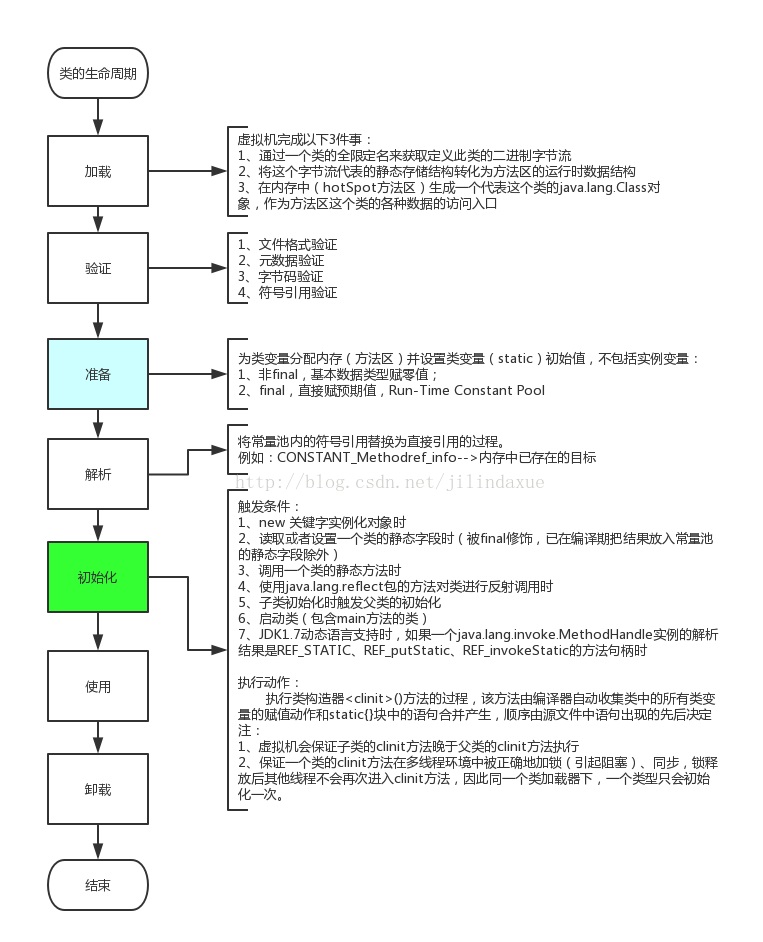 类的生命周期
加载
虚拟机完成以下3件事：
1、通过一个类的全限定名来获取定义此类的二进制字节流
2、将这个字节流代表的静态存储结构转化为方法区的运行时数据结构
3、在内存中（hotSpot方法区）生成一个代表这个类的java.lang.Class对
象，作为方法区这个类的各种数据的访问入口
验证
1、文件格式验证
2、元数据验证
3、字节码验证
4、符号引用验证
准备
为类变量分配内存（方法区）并设置类变量（static）初始值，不包括实例变量：
1、非final，基本数据类型赋零值；
2、final，直接赋预期值，Run-Time Constant Pool
解析
将常量池内的符号引用替换为直接引用的过程。
例如：CONSTANT_Methodref_info-->内存中已存在的目标
http://blog.csdn.net/jilindaxue
初始化
触发条件：
1、new 关键字实例化对象时
2、读取或者设置一个类的静态字段时（被final修饰，已在编译期把结果放入常量池
的静态字段除外）
3、调用一个类的静态方法时
4、使用java.lang.reflect包的方法对类进行反射调用时
5、子类初始化时触发父类的初始化
6、启动类（包含main方法的类）
7、JDK1.7动态语言支持时，如果一个java.lang.invoke.MethodHandle实例的解析
结果是REF_STATIC、REF_putStatic、REF_invokeStatic的方法句柄时
执行动作：
执行类构造器<clinit>()方法的过程，该方法由编译器自动收集类中的所有类变
量的赋值动作和static{}块中的语句合并产生，顺序由源文件中语句出现的先后决定
注：
1、虚拟机会保证子类的clinit方法晚于父类的clinit方法执行
2、保证一个类的clinit方法在多线程环境中被正确地加锁（引起阻塞）、同步，锁释
放后其他线程不会再次进入clinit方法，因此同一个类加载器下，一个类型只会初始
化一次。
使用
卸载
结束